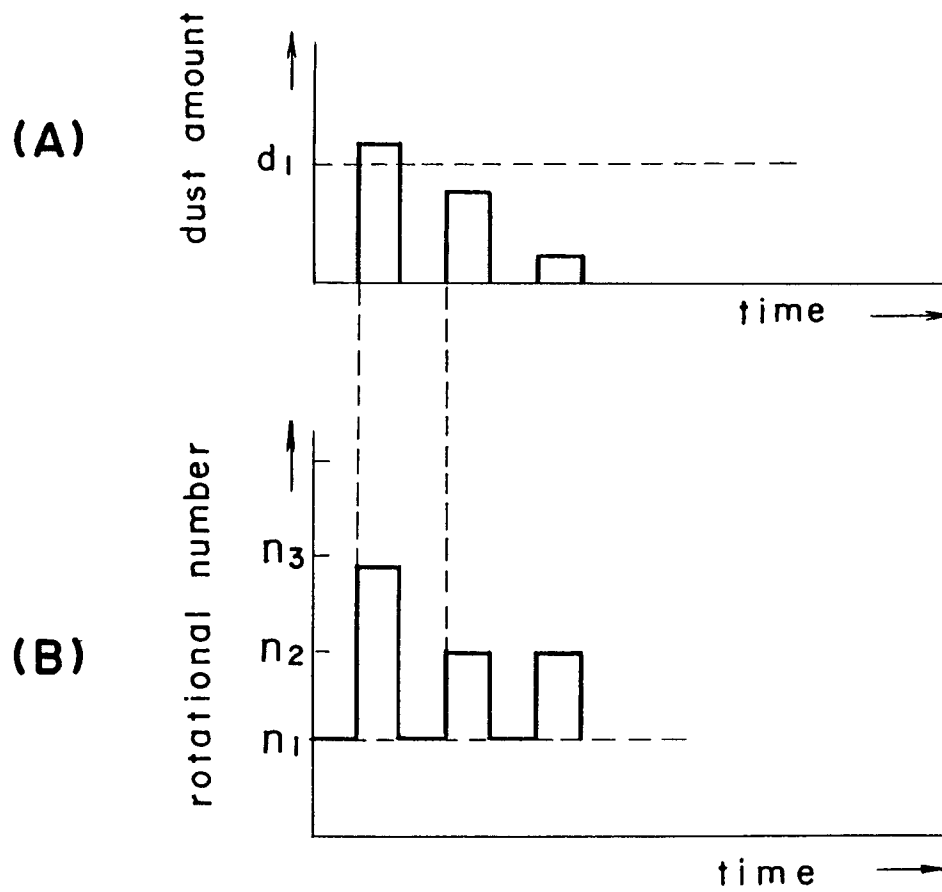 (A)
dust amount
d1
time
(B)
rotational number
n3
n2
n1
time